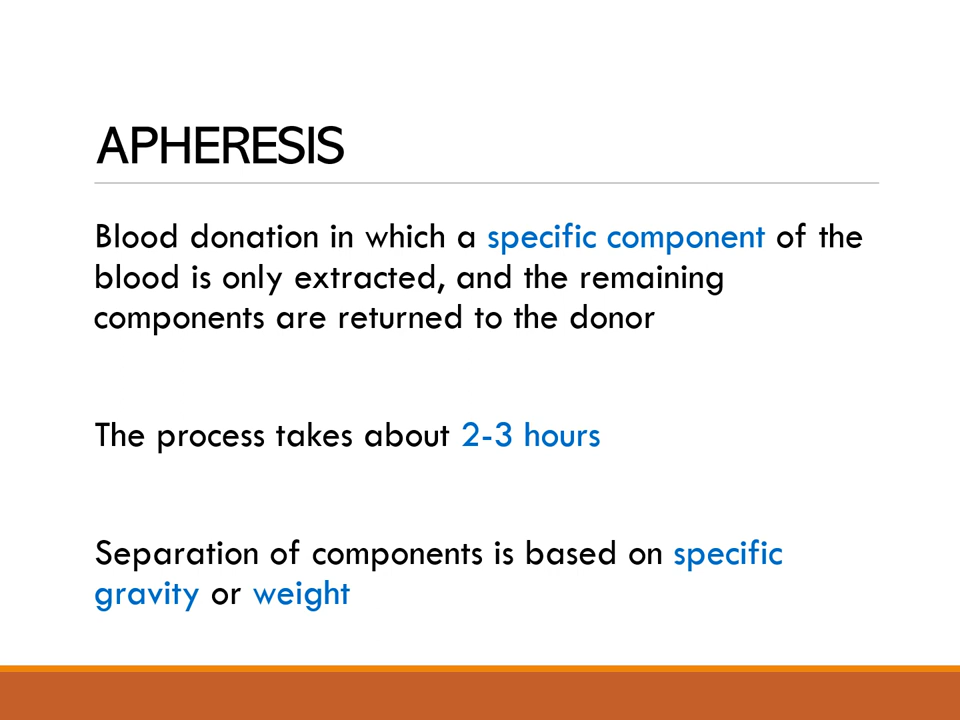 APHERESIS
Blood donation in which a specific component of the
blood is only extracted, and the remaining
components are returned to the donor
The process takes about 2-3 hours
Separation of components is based on specific
gravity or weight